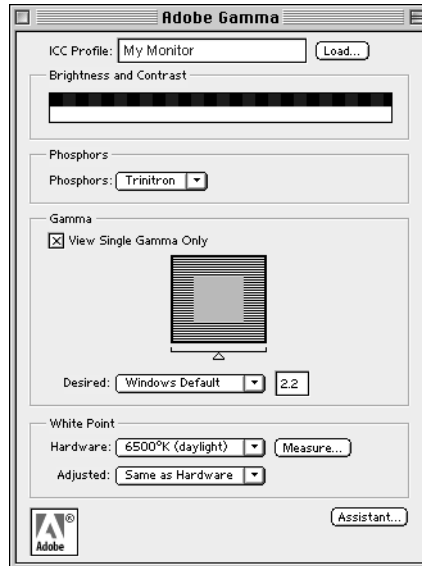 Adobe Gamma
ICC Profile: My Monitor Load...
Brightness and Contrast
Phosphors
Phosphors: Trinitron
Gamma
View Single Gamma Only
Desired: Windows Default 2.2
White Point
Hardware: 6500°K (daylight) Measure...
Adjusted: Same as Hardware
Assistant...
®
Adobe